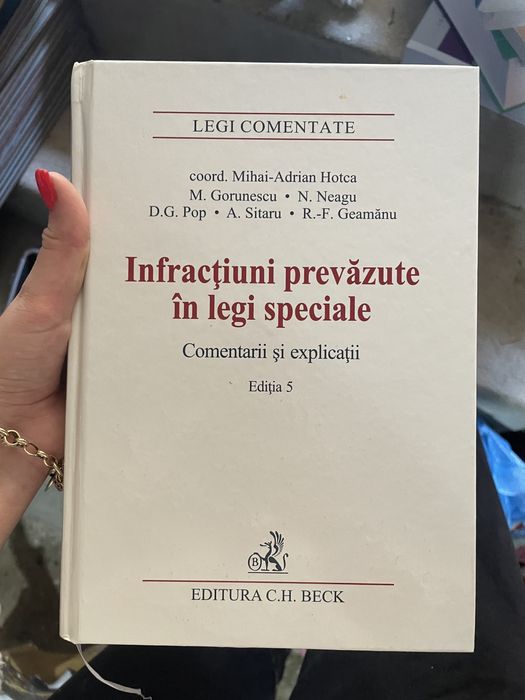 LEGI COMENTATE
coord. Mihai-Adrian Hotca
M. Gorunescu • N. Neagu
D.G. Pop • A. Sitaru • R.-F. Geamănu
Infracţiuni prevăzute
în legi speciale
Comentarii şi explicaţii
Ediţia 5
B
EDITURA C.H. BECK